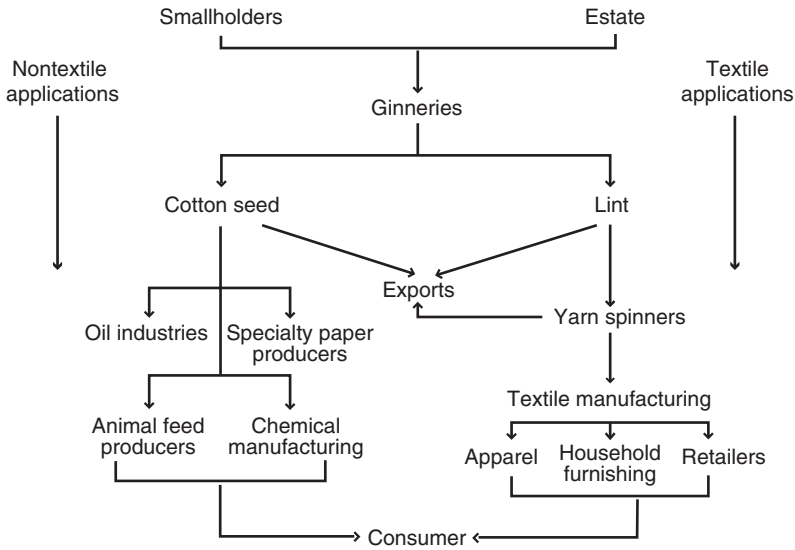 Smallholders
Estate
Nontextile
applications
Textile
applications
Ginneries
Cotton seed
Lint
Exports
Oil industries
Specialty paper
producers
Yarn spinners
Textile manufacturing
Animal feed
producers
Chemical
manufacturing
Apparel
Household
furnishing
Retailers
Consumer